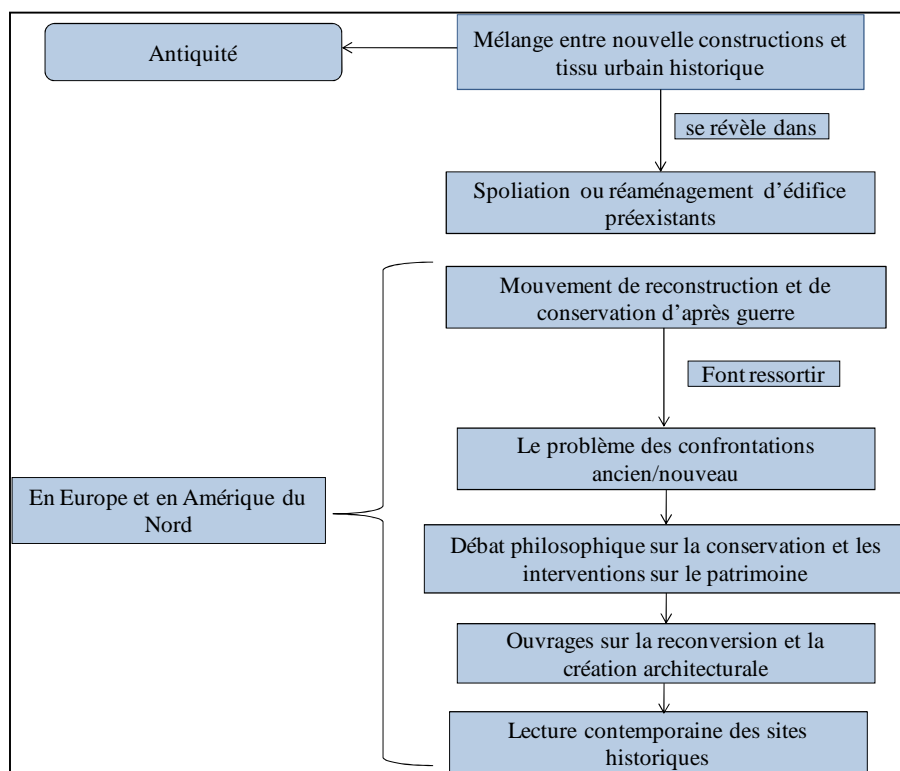 Antiquité
Mélange entre nouvelle constructions et
tissu urbain historique
se révèle dans
Spoliation ou réaménagement d'édifice
préexistants
Mouvement de reconstruction et de
conservation d'après guerre
Font ressortir
Le problème des confrontations
ancien/nouveau
En Europe et en Amérique du
Nord
Débat philosophique sur la conservation et les
interventions sur le patrimoine
Ouvrages sur la reconversion et la
création architecturale
Lecture contemporaine des sites
historiques